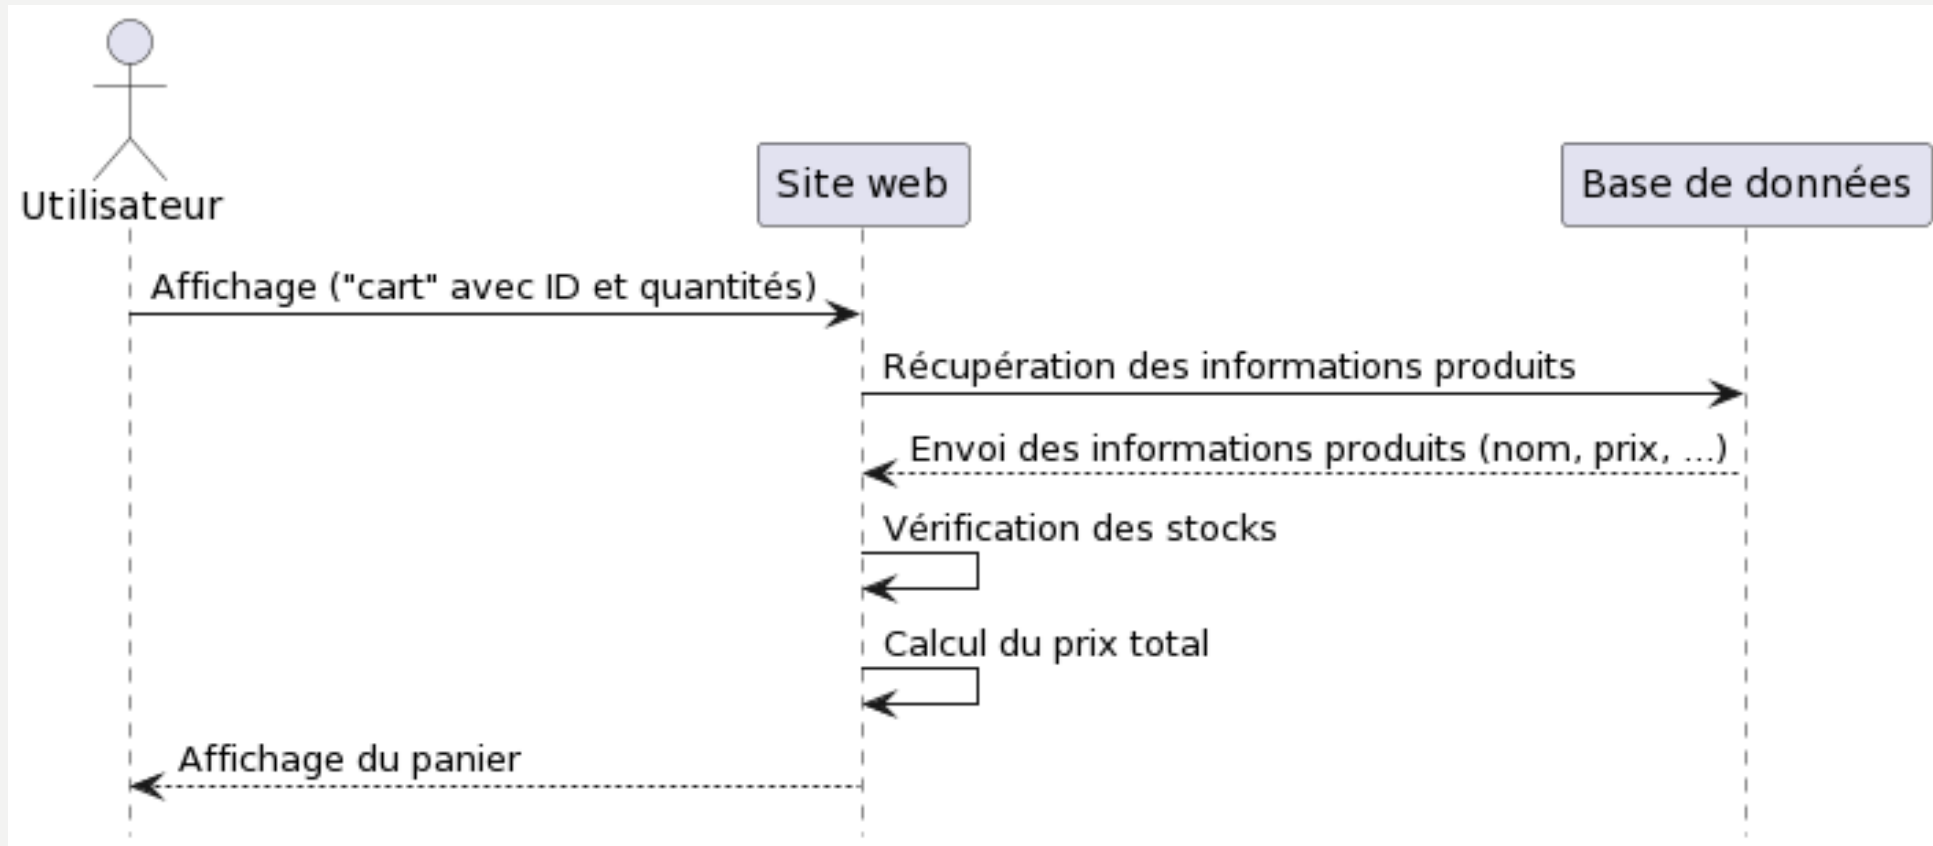 Utilisateur
Site web
Base de données
Affichage ("cart" avec ID et quantités)
Récupération des informations produits
Envoi des informations produits (nom, prix, ...)
Vérification des stocks
Calcul du prix total
Affichage du panier